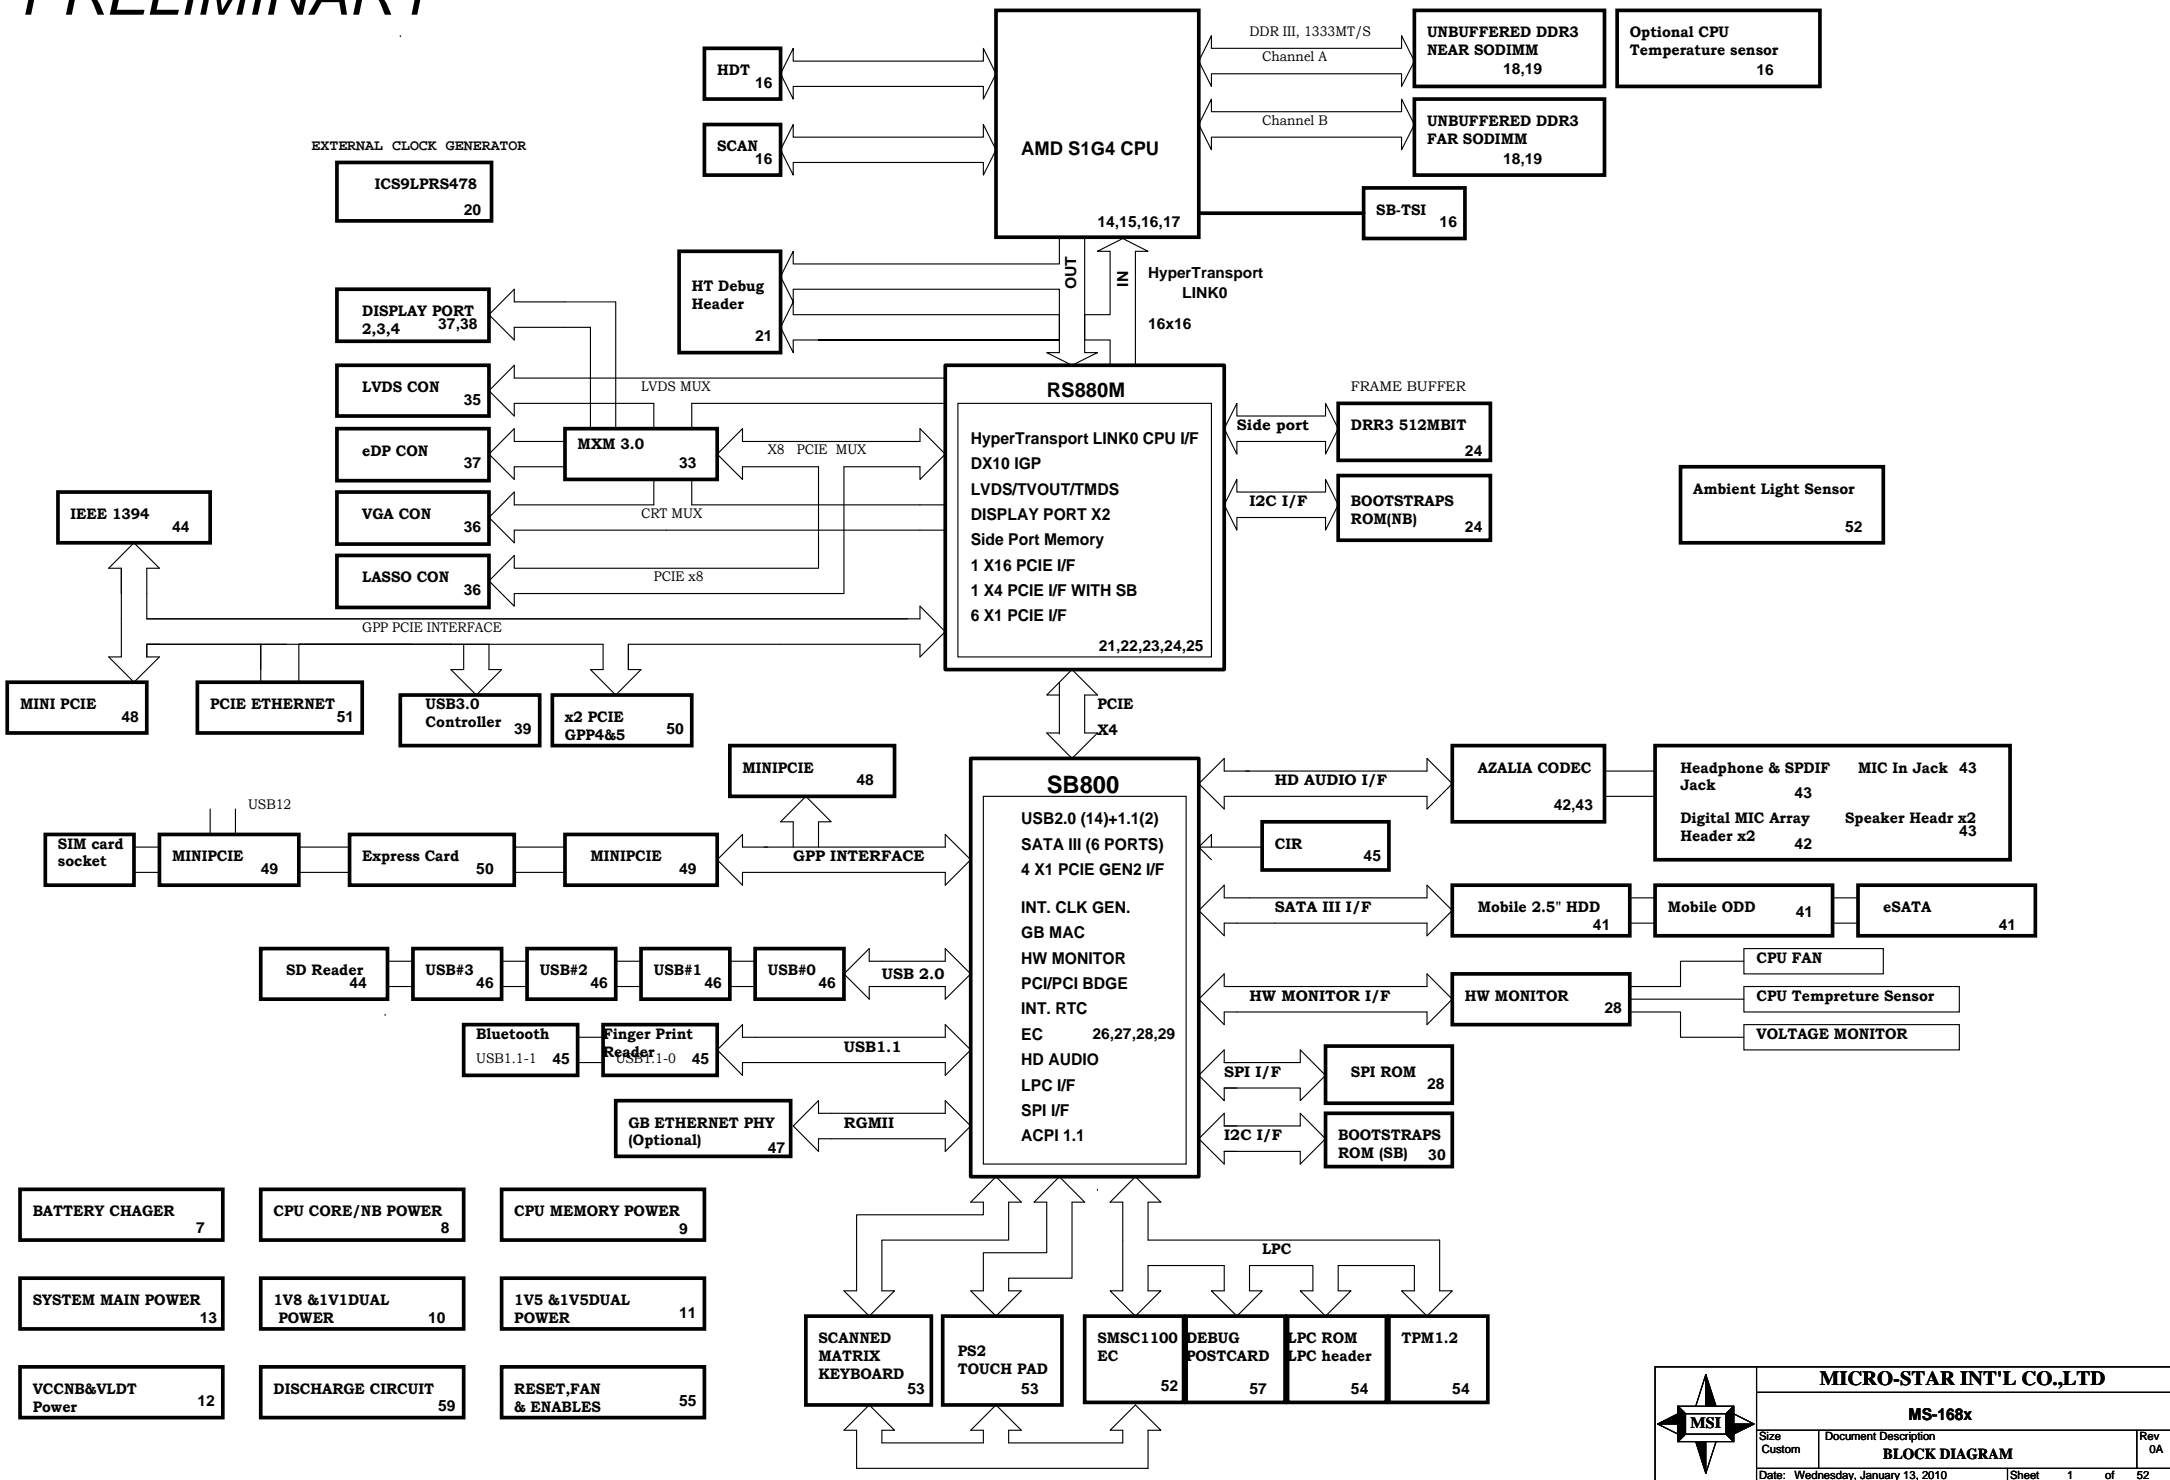 PRELIMINARY
EXTERNAL CLOCK GENERATOR
ICS9LPRS478
20
HDT
16
SCAN
16
AMD S1G4 CPU
14,15,16,17
DDR III, 1333MT/S
Channel A
Channel B
UNBUFFERED DDR3
NEAR SODIMM
18,19
UNBUFFERED DDR3
FAR SODIMM
18,19
Optional CPU
Temperature sensor
16
SB-TSI
16
HT Debug
Header
21
OUT
IN
HyperTransport
LINK0
16x16
DISPLAY PORT
2,3,4
37,38
LVDS CON
35
eDP CON
37
VGA CON
36
LASSO CON
36
LVDS MUX
MXM 3.0
33
X8 PCIE MUX
CRT MUX
PCIE x8
RS880M
HyperTransport LINK0 CPU I/F
DX10 IGP
LVDS/TVOUT/TMDS
DISPLAY PORT X2
Side Port Memory
1 X16 PCIE I/F
1 X4 PCIE I/F WITH SB
6 X1 PCIE I/F
21,22,23,24,25
FRAME BUFFER
Side port
DRR3 512MBIT
24
I2C I/F
BOOTSTRAPS
ROM(NB)
24
Ambient Light Sensor
52
IEEE 1394
44
GPP PCIE INTERFACE
MINI PCIE
48
PCIE ETHERNET
51
USB3.0
Controller
39
x2 PCIE
GPP4&5
50
PCIE
X4
MINIPCIE
48
USB12
SIM card
socket
MINIPCIE
49
Express Card
50
MINIPCIE
49
GPP INTERFACE
SD Reader
44
USB#3
46
USB#2
46
USB#1
46
USB#0
46
USB 2.0
Bluetooth
USB1.1-1
45
Finger Print
Reader
USB1.1-0
45
USB1.1
GB ETHERNET PHY
(Optional)
47
RGMII
SB800
USB2.0 (14)+1.1(2)
SATA III (6 PORTS)
4 X1 PCIE GEN2 I/F
INT. CLK GEN.
GB MAC
HW MONITOR
PCI/PCI BDGE
INT. RTC
EC
26,27,28,29
HD AUDIO
LPC I/F
SPI I/F
ACPI 1.1
HD AUDIO I/F
AZALIA CODEC
42,43
Headphone & SPDIF
Jack
43
MIC In Jack 43
Digital MIC Array
Header x2
42
Speaker Headr x2
43
CIR
45
SATA III I/F
Mobile 2.5" HDD
41
Mobile ODD
41
eSATA
41
HW MONITOR I/F
HW MONITOR
28
CPU FAN
CPU Tempreture Sensor
VOLTAGE MONITOR
SPI I/F
SPI ROM
28
I2C I/F
BOOTSTRAPS
ROM (SB)
30
BATTERY CHAGER
7
CPU CORE/NB POWER
8
CPU MEMORY POWER
9
SYSTEM MAIN POWER
13
1V8 &1V1DUAL
POWER
10
1V5 &1V5DUAL
POWER
11
VCCNB&VLDT
Power
12
DISCHARGE CIRCUIT
59
RESET,FAN
& ENABLES
55
LPC
SCANNED
MATRIX
KEYBOARD
53
PS2
TOUCH PAD
53
SMSC1100
EC
52
DEBUG
POSTCARD
57
LPC ROM
LPC header
54
TPM1.2
54
MSI
MICRO-STAR INT'L CO.,LTD
MS-168x
Size
Custom
Document Description
BLOCK DIAGRAM
Rev
0A
Date: Wednesday, January 13, 2010
Sheet 1 of 52